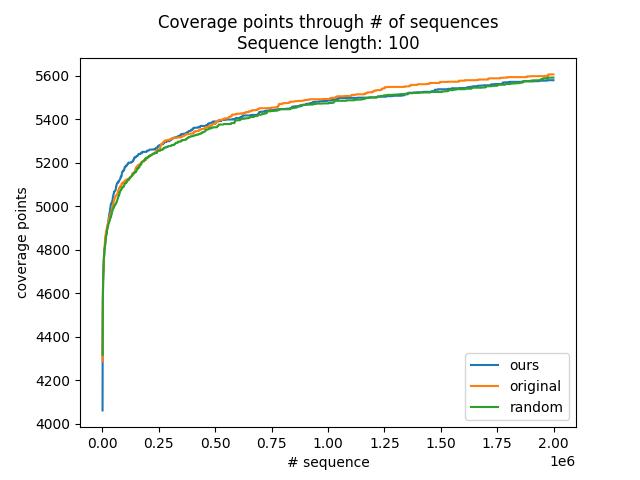 Coverage points through # of sequences
Sequence length: 100
5600
5400
5200
5000
4800
4600
4400
4200
4000
coverage points
0.00 0.25 0.50 0.75 1.00 1.25 1.50 1.75 2.00
1e6
# sequence
ours
original
random